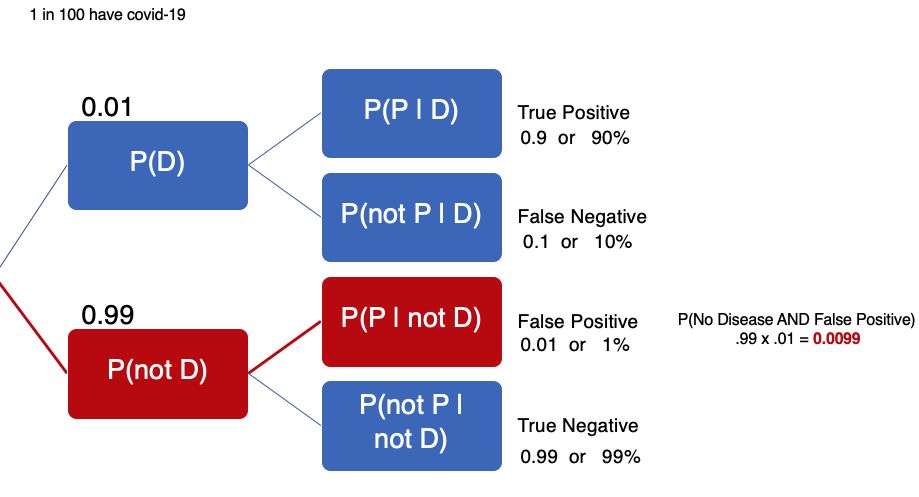 1 in 100 have covid-19
0.01
P(D)
P(P | D)
True Positive
0.9 or 90%
P(not P | D)
False Negative
0.1 or 10%
0.99
P(not D)
P(P | not D)
False Positive
0.01 or 1%
P(No Disease AND False Positive)
.99 x .01 = 0.0099
P(not P |
not D)
True Negative
0.99 or 99%